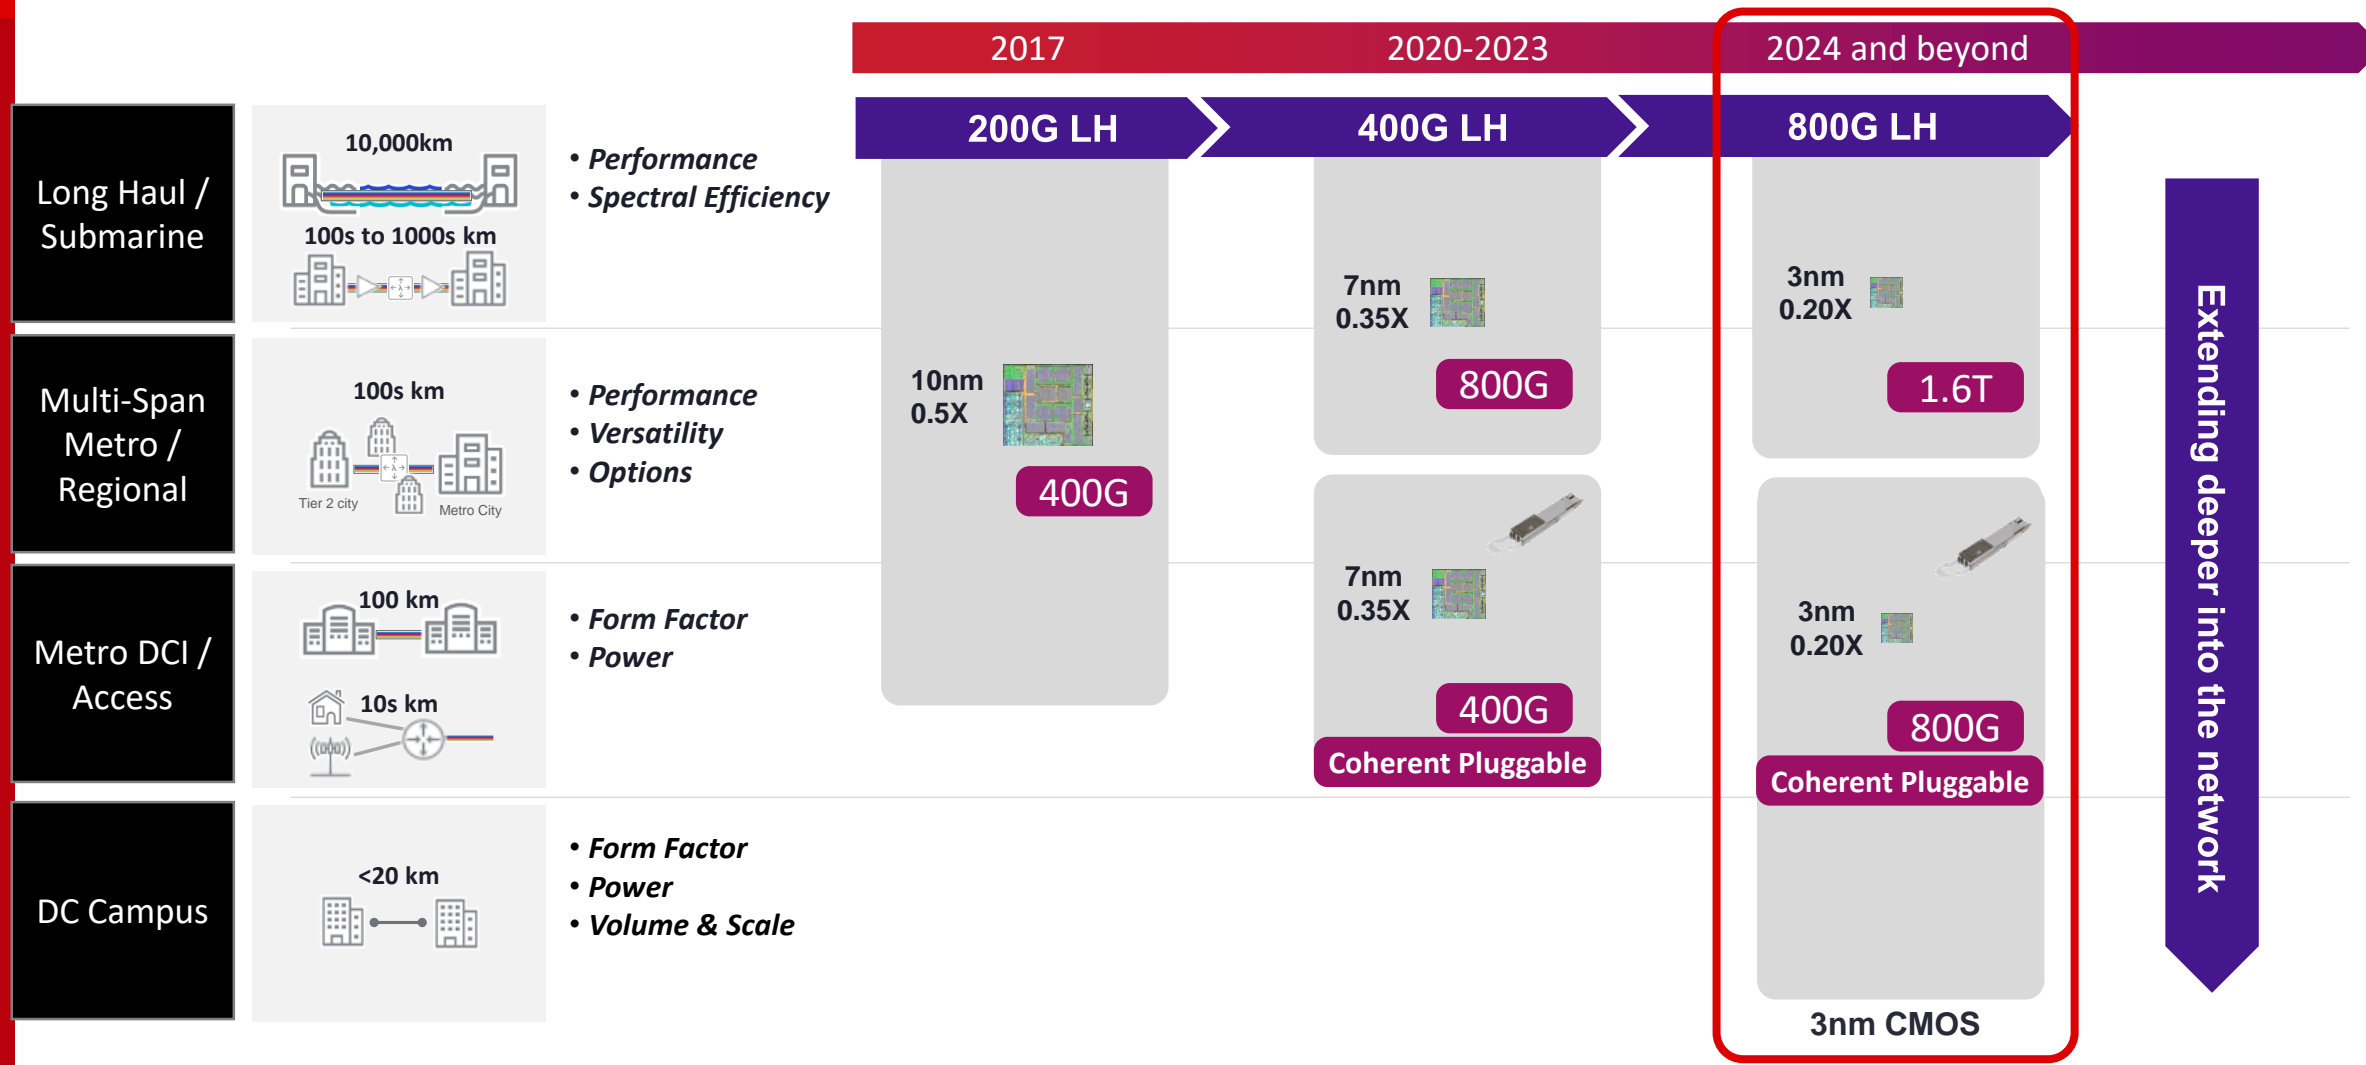 2017
2020-2023
2024 and beyond
200G LH
400G LH
800G LH
Long Haul /
Submarine
10,000km
100s to 1000s km
• Performance
• Spectral Efficiency
7nm
0.35X
800G
3nm
0.20X
1.6T
Multi-Span
Metro /
Regional
100s km
Tier 2 city
Metro City
• Performance
• Versatility
• Options
10nm
0.5X
400G
Metro DCI /
Access
100 km
10s km
• Form Factor
• Power
7nm
0.35X
400G
Coherent Pluggable
3nm
0.20X
800G
Coherent Pluggable
DC Campus
<20 km
• Form Factor
• Power
• Volume & Scale
3nm CMOS
Extending deeper into the network